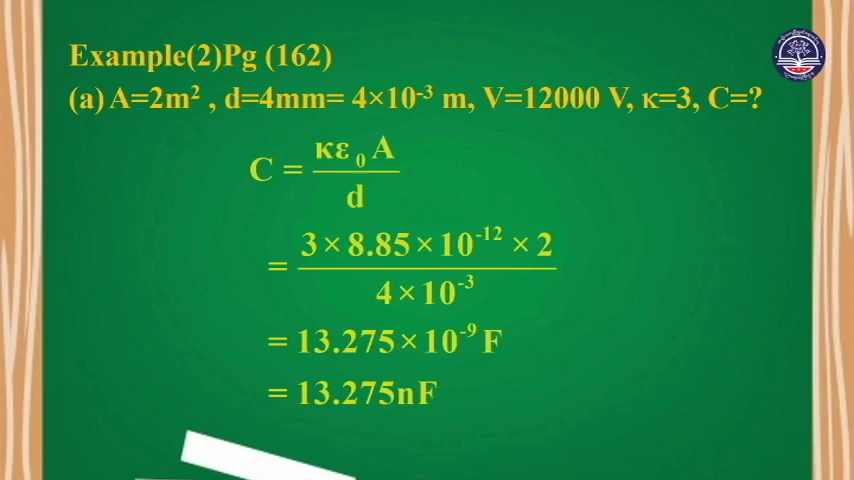 Example(2)Pg (162)
(a) A=2m² , d=4mm= 4×10⁻³ m, V=12000 V, κ=3, C=?
C = κε₀ A / d
= 3 × 8.85 × 10⁻¹² × 2 / 4 × 10⁻³
= 13.275 × 10⁻⁹ F
= 13.275nF